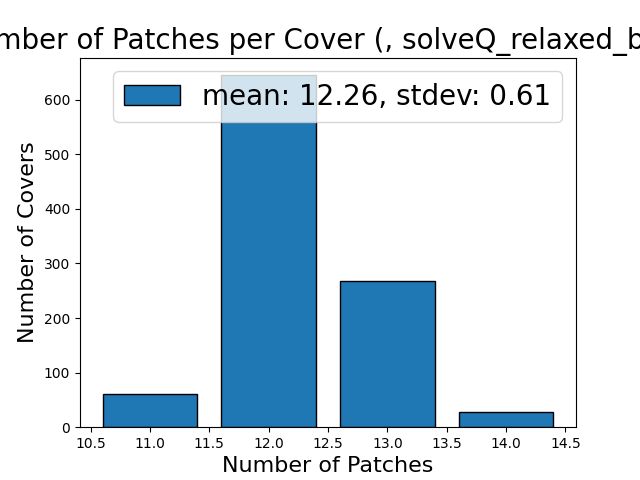 mber of Patches per Cover (, solveQ_relaxed_b
mean: 12.26, stdev: 0.61
Number of Covers
600
500
400
300
200
100
0
10.5 11.0 11.5 12.0 12.5 13.0 13.5 14.0 14.5
Number of Patches